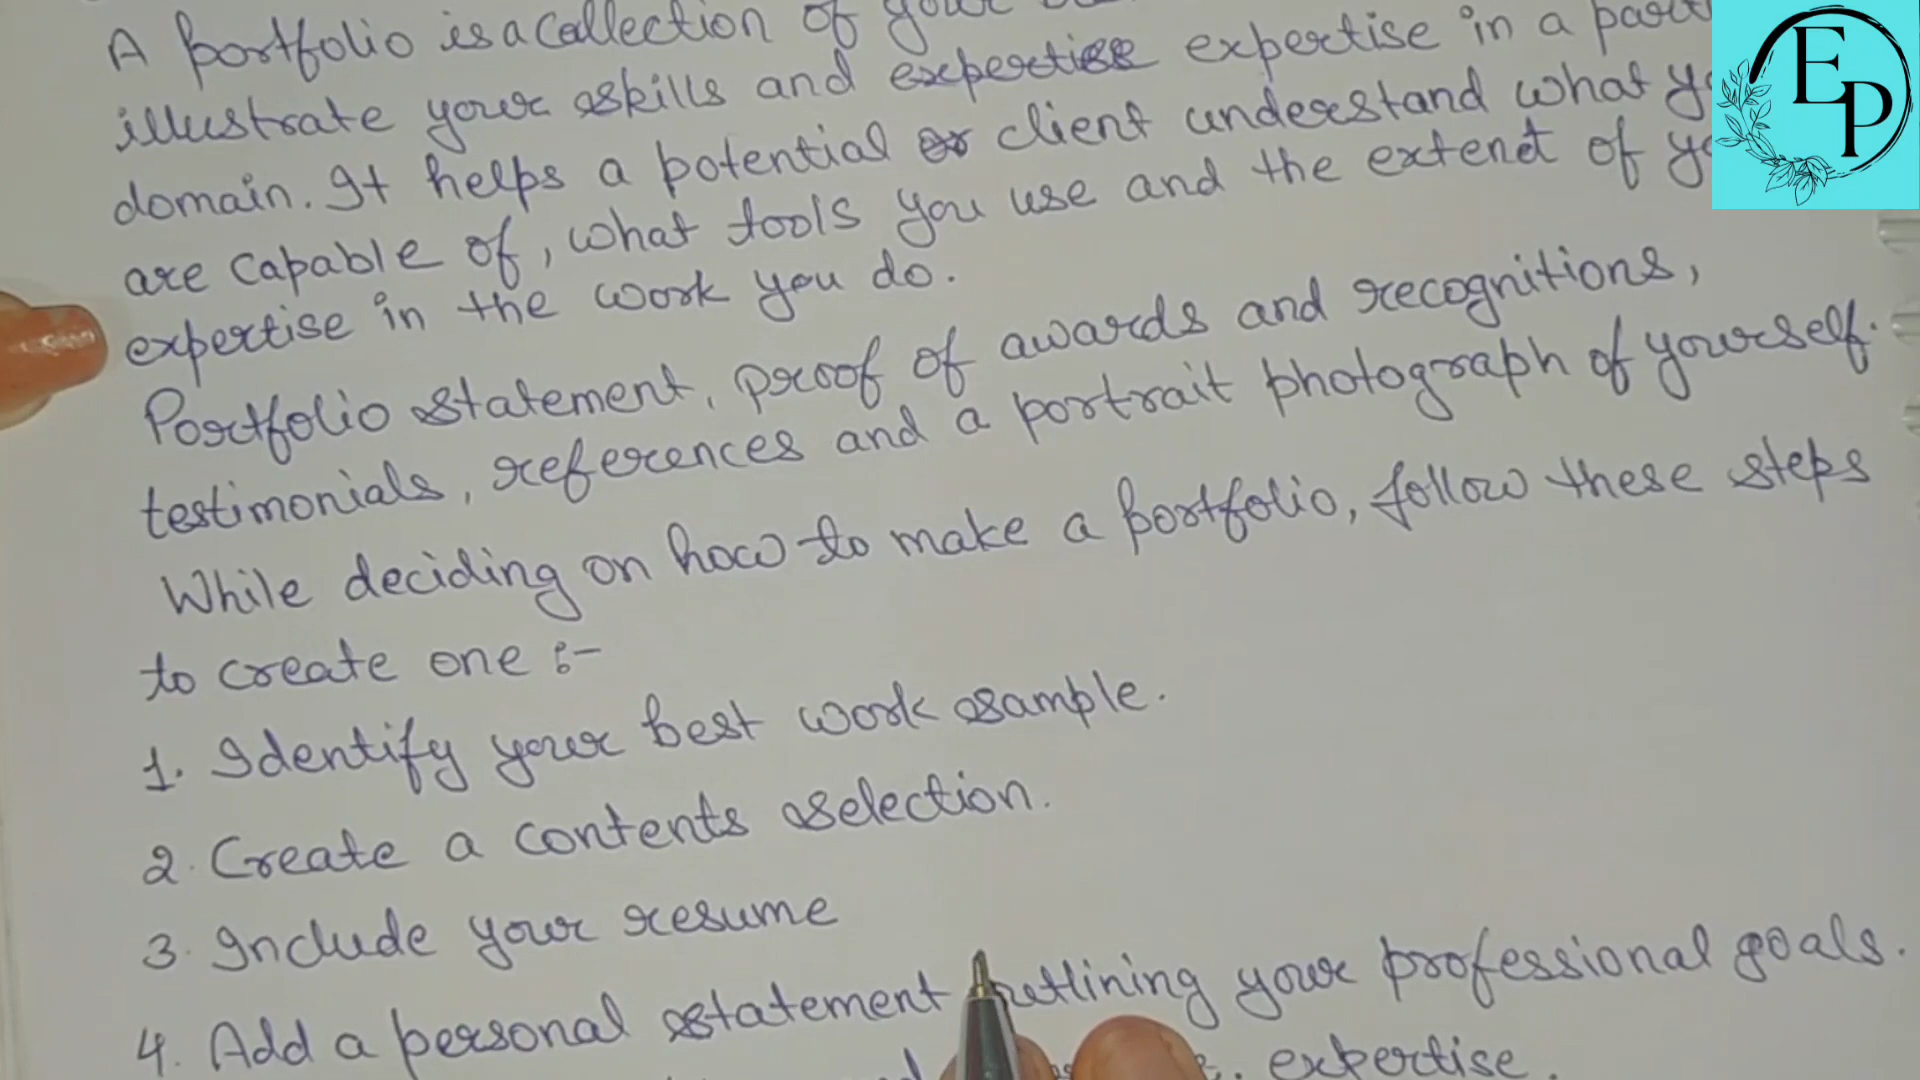 A portfolio is a collection of your
illustrate your skills and expertise in a
domain. It helps a potential client understand what
are capable of, what tools you use and the extent of
expertise in the work you do.
Portfolio statement, proof of awards and recognitions,
testimonials, references and a portrait photograph of yourself.
While deciding on how to make a portfolio, follow these steps
to create one :-
1. Identify your best work sample.
2. Create a contents selection.
3. Include your resume
4. Add a personal statement outlining your professional goals.
expertise.
EP